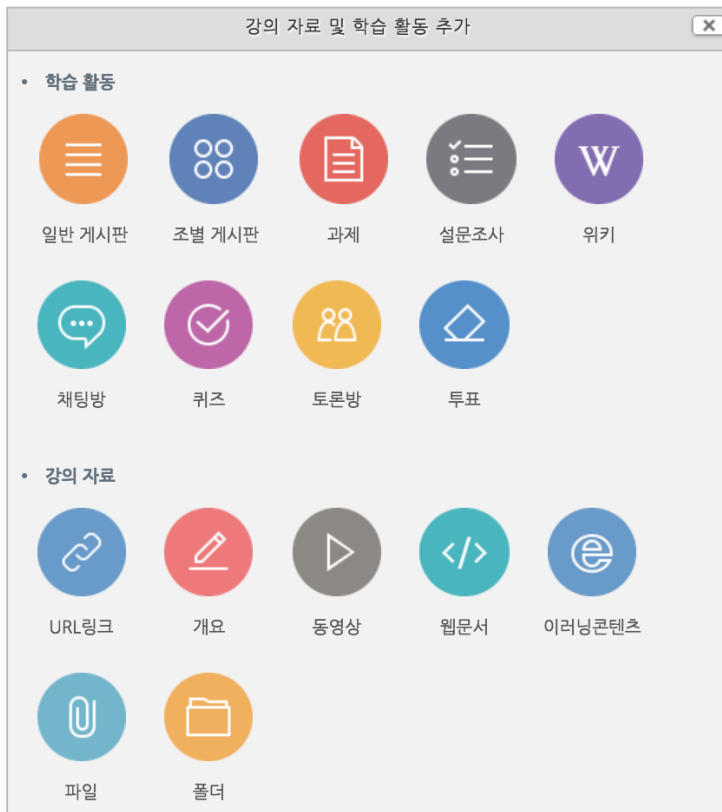 강의 자료 및 학습 활동 추가
• 학습 활동
일반 게시판 조별 게시판 과제 설문조사 위키
채팅방 퀴즈 토론방 투표
• 강의 자료
URL링크 개요 동영상 웹문서 이러닝콘텐츠
파일 폴더